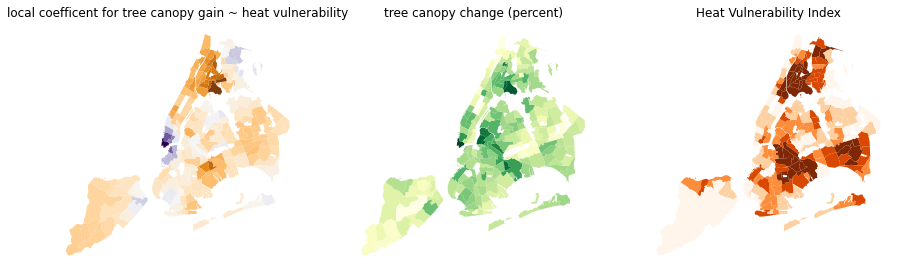 local coefficent for tree canopy gain ~ heat vulnerability
tree canopy change (percent)
Heat Vulnerability Index